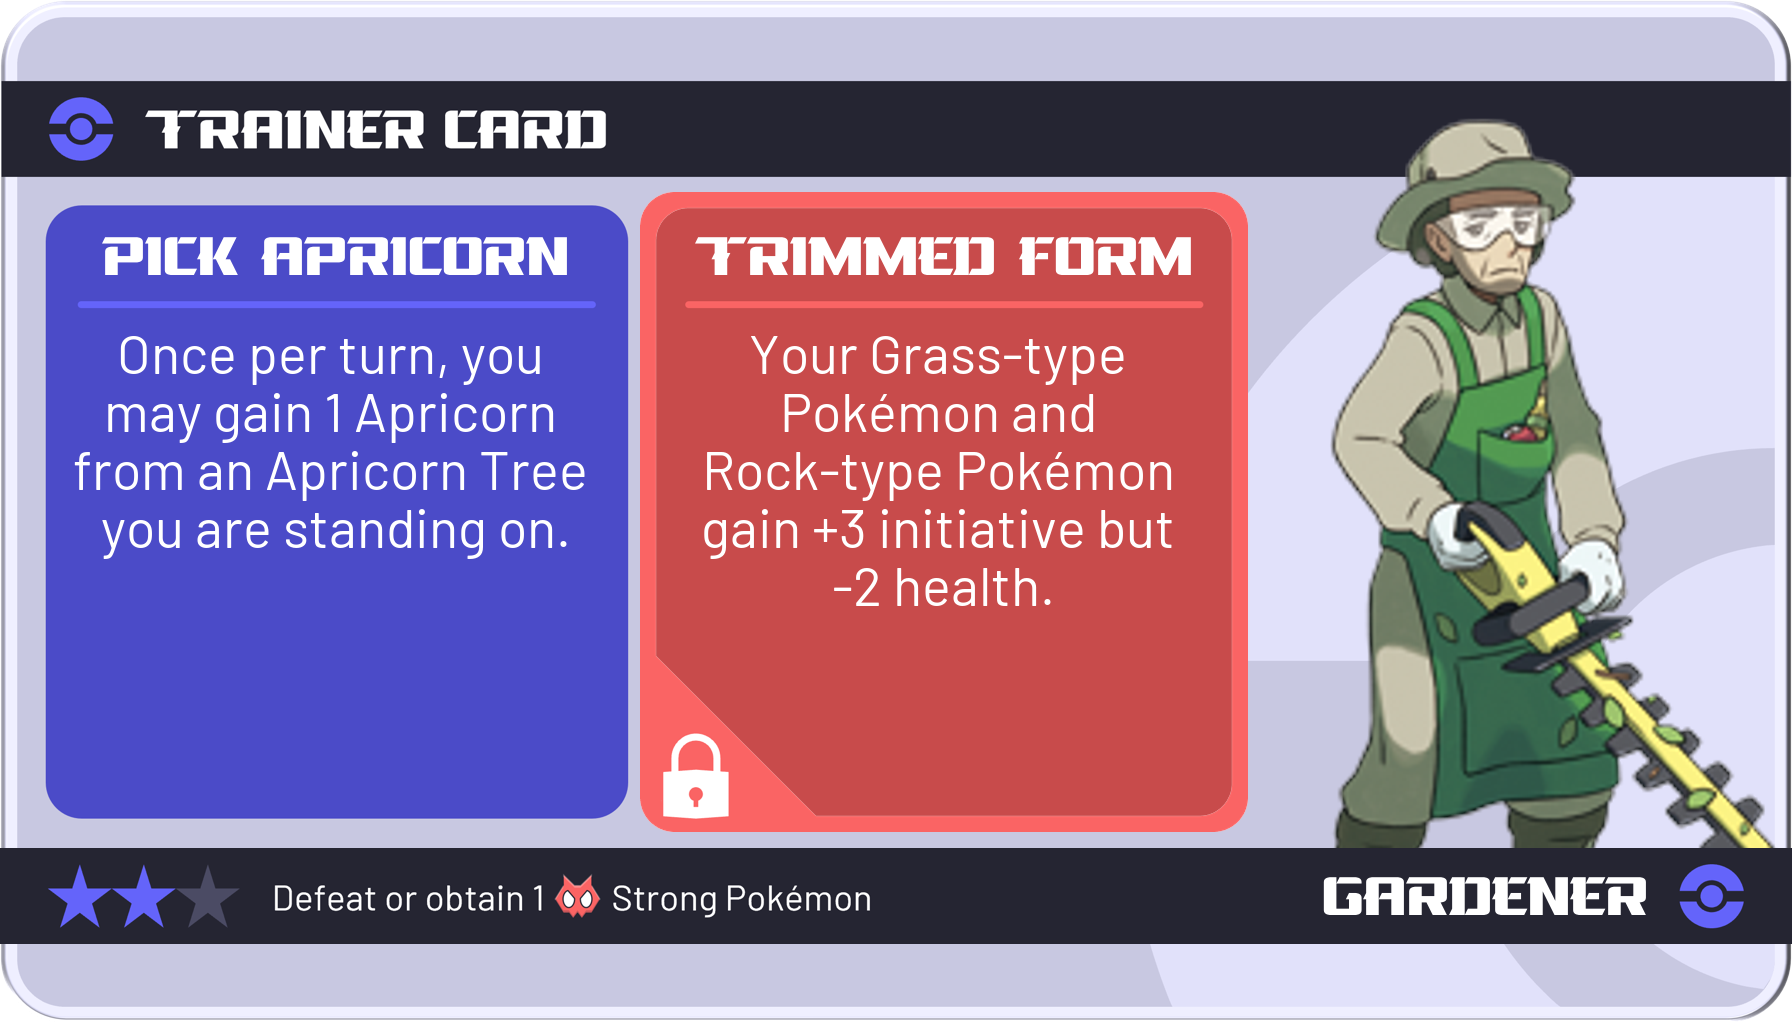 TRAINER CARD
PICK APRICORN
Once per turn, you
may gain 1 Apricorn
from an Apricorn Tree
you are standing on.
TRIMMED FORM
Your Grass-type
Pokémon and
Rock-type Pokémon
gain +3 initiative but
-2 health.
Defeat or obtain 1 Strong Pokémon
GARDENER